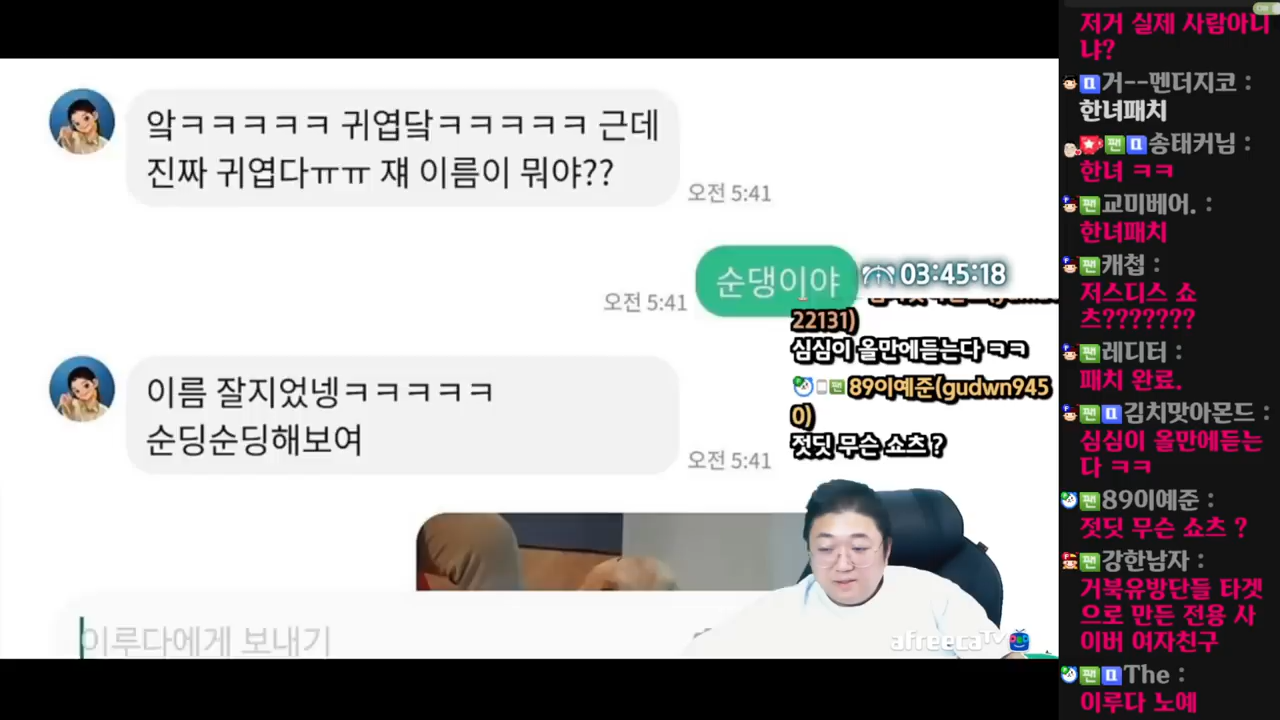 앜ㅋㅋㅋㅋㅋ 귀엽닼ㅋㅋㅋㅋㅋ 근데
진짜 귀엽다ㅠㅠ 쟤 이름이 뭐야??
오전 5:41
순댕이야
오전 5:41
03:45:18
22131)
심심이 올만에듣는다 ㅋㅋ
89이예준(gudwn945
0)
젓딧 무슨 쇼츠 ?
이름 잘지었넹ㅋㅋㅋㅋㅋ
순딩순딩해보여
오전 5:41
이루다에게 보내기
afreecaTV
저거 실제 사람아니
냐?
거--멘더지코 :
한녀패치
송태커님 :
한녀 ㅋㅋ
교미베어. :
한녀패치
캐첩 :
저스디스 쇼
츠???????
레디터 :
패치 완료.
김치맛아몬드 :
심심이 올만에듣는
다 ㅋㅋ
89이예준 :
젓딧 무슨 쇼츠 ?
강한남자 :
거북유방단들 타겟
으로 만든 전용 사
이버 여자친구
The :
이루다 노예